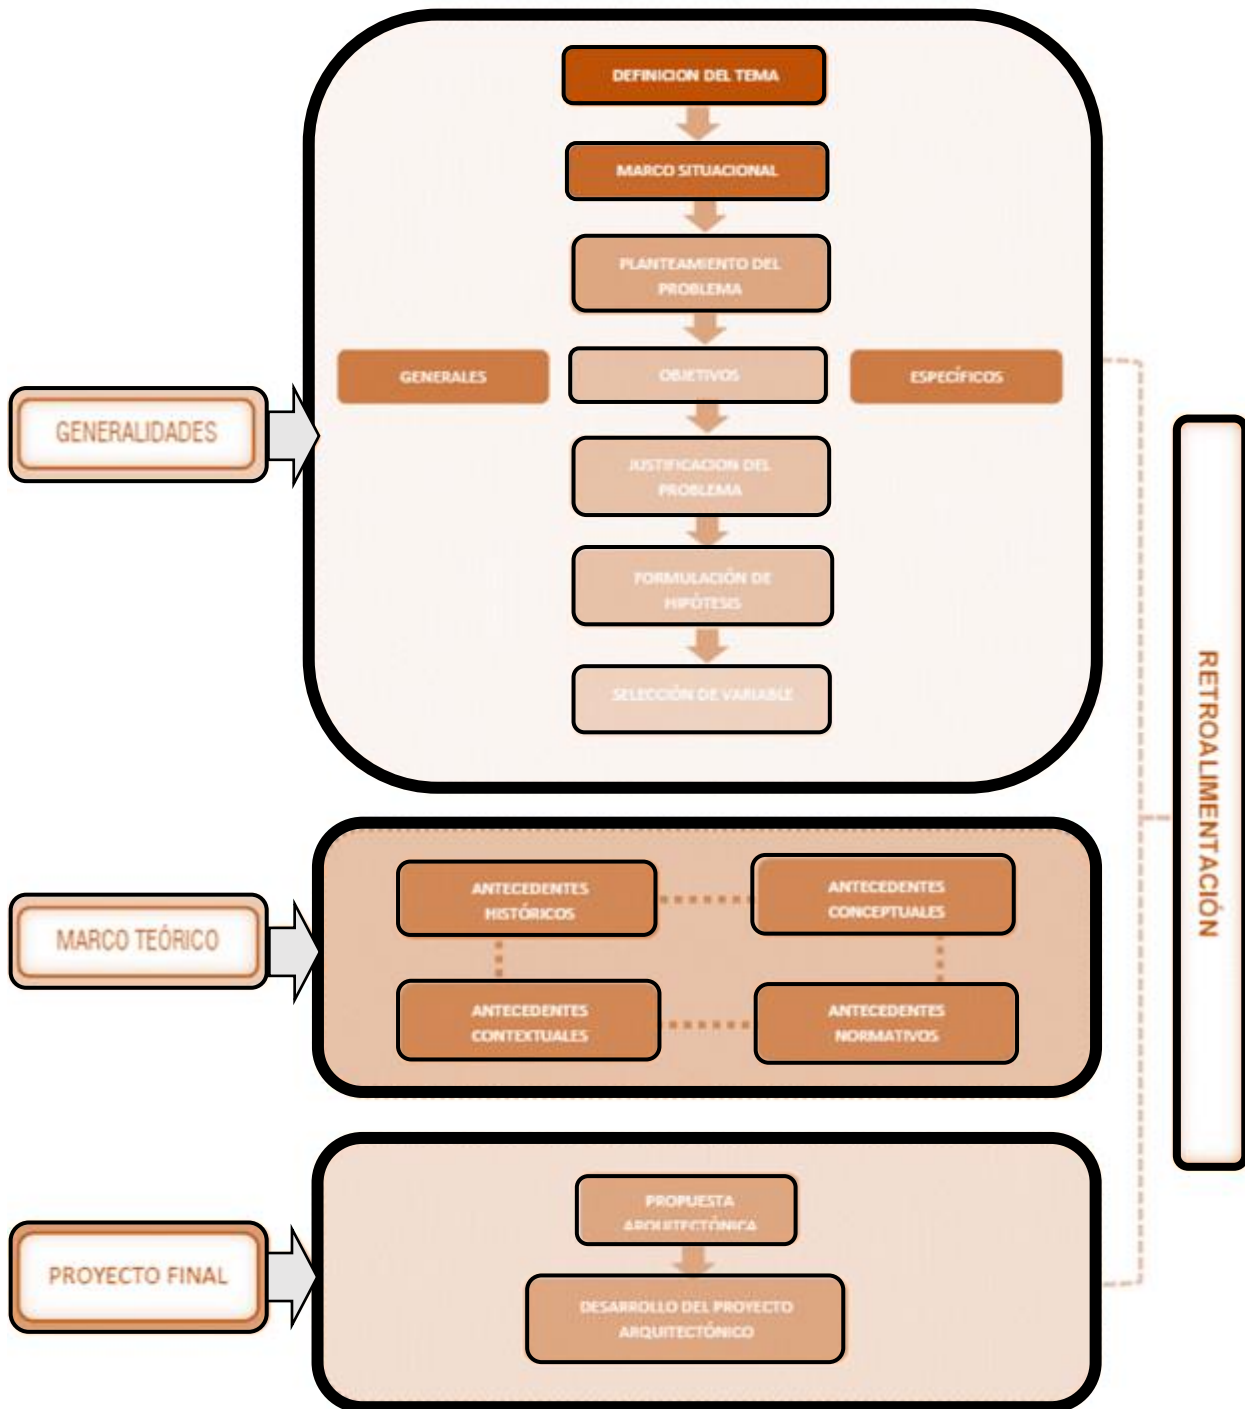 DEFINICION DEL TEMA
MARCO SITUACIONAL
PLANTEAMIENTO DEL
PROBLEMA
GENERALES
OBJETIVOS
ESPECÍFICOS
GENERALIDADES
JUSTIFICACION DEL
PROBLEMA
FORMULACIÓN DE
HIPÓTESIS
SELECCIÓN DE VARIABLE
RETROALIMENTACIÓN
MARCO TEÓRICO
ANTECEDENTES
HISTÓRICOS
ANTECEDENTES
CONCEPTUALES
ANTECEDENTES
CONTEXTUALES
ANTECEDENTES
NORMATIVOS
PROYECTO FINAL
PROPUESTA
ARQUITECTÓNICA
DESARROLLO DEL PROYECTO
ARQUITECTÓNICO